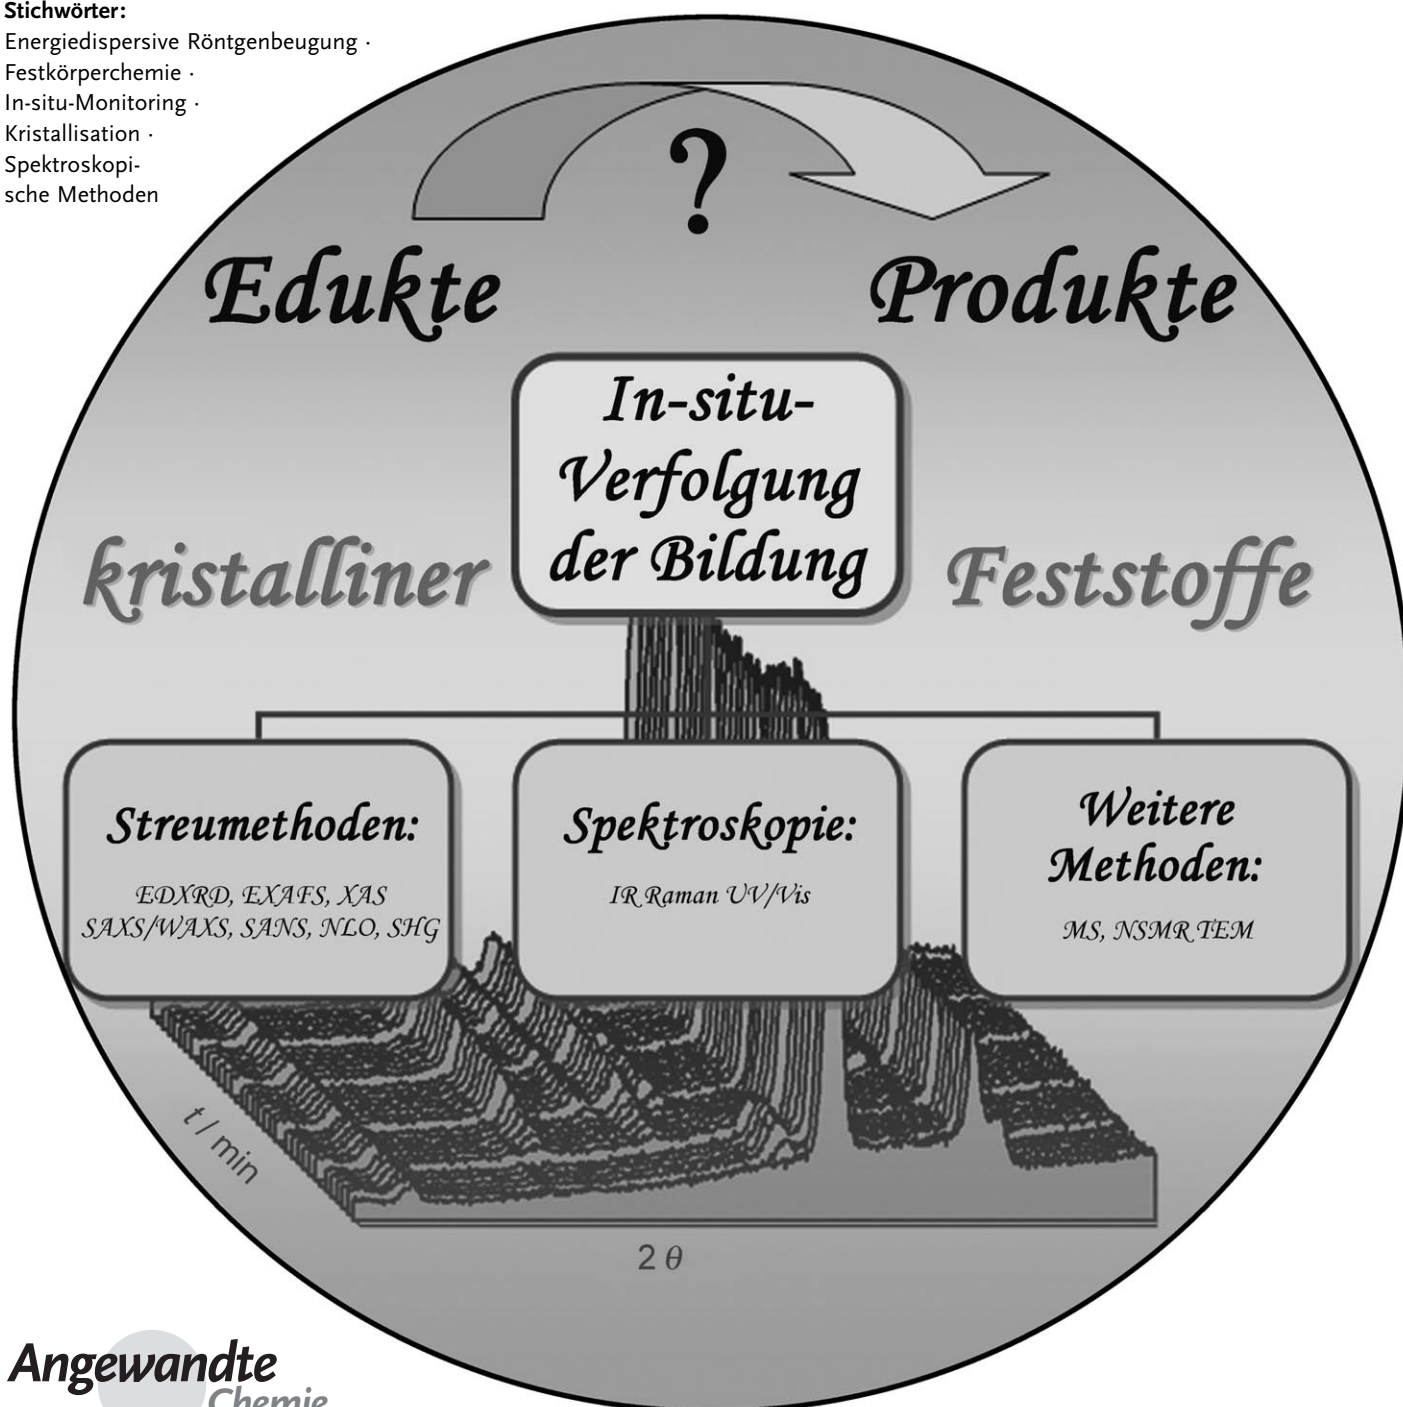 Stichwörter:
Energiedispersive Röntgenbeugung ·
Festkörperchemie ·
In-situ-Monitoring ·
Kristallisation ·
Spektroskopi-
sche Methoden
?
Edukte
Produkte
In-situ-
Verfolgung
der Bildung
kristalliner
Feststoffe
Streumethoden:
EDXRD, EXAFS, XAS
SAXS/WAXS, SANS, NLO, SHG
Spektroskopie:
IR Raman UV/Vis
Weitere
Methoden:
MS, NSMR TEM
t / min
2 θ
Angewandte
Chemie